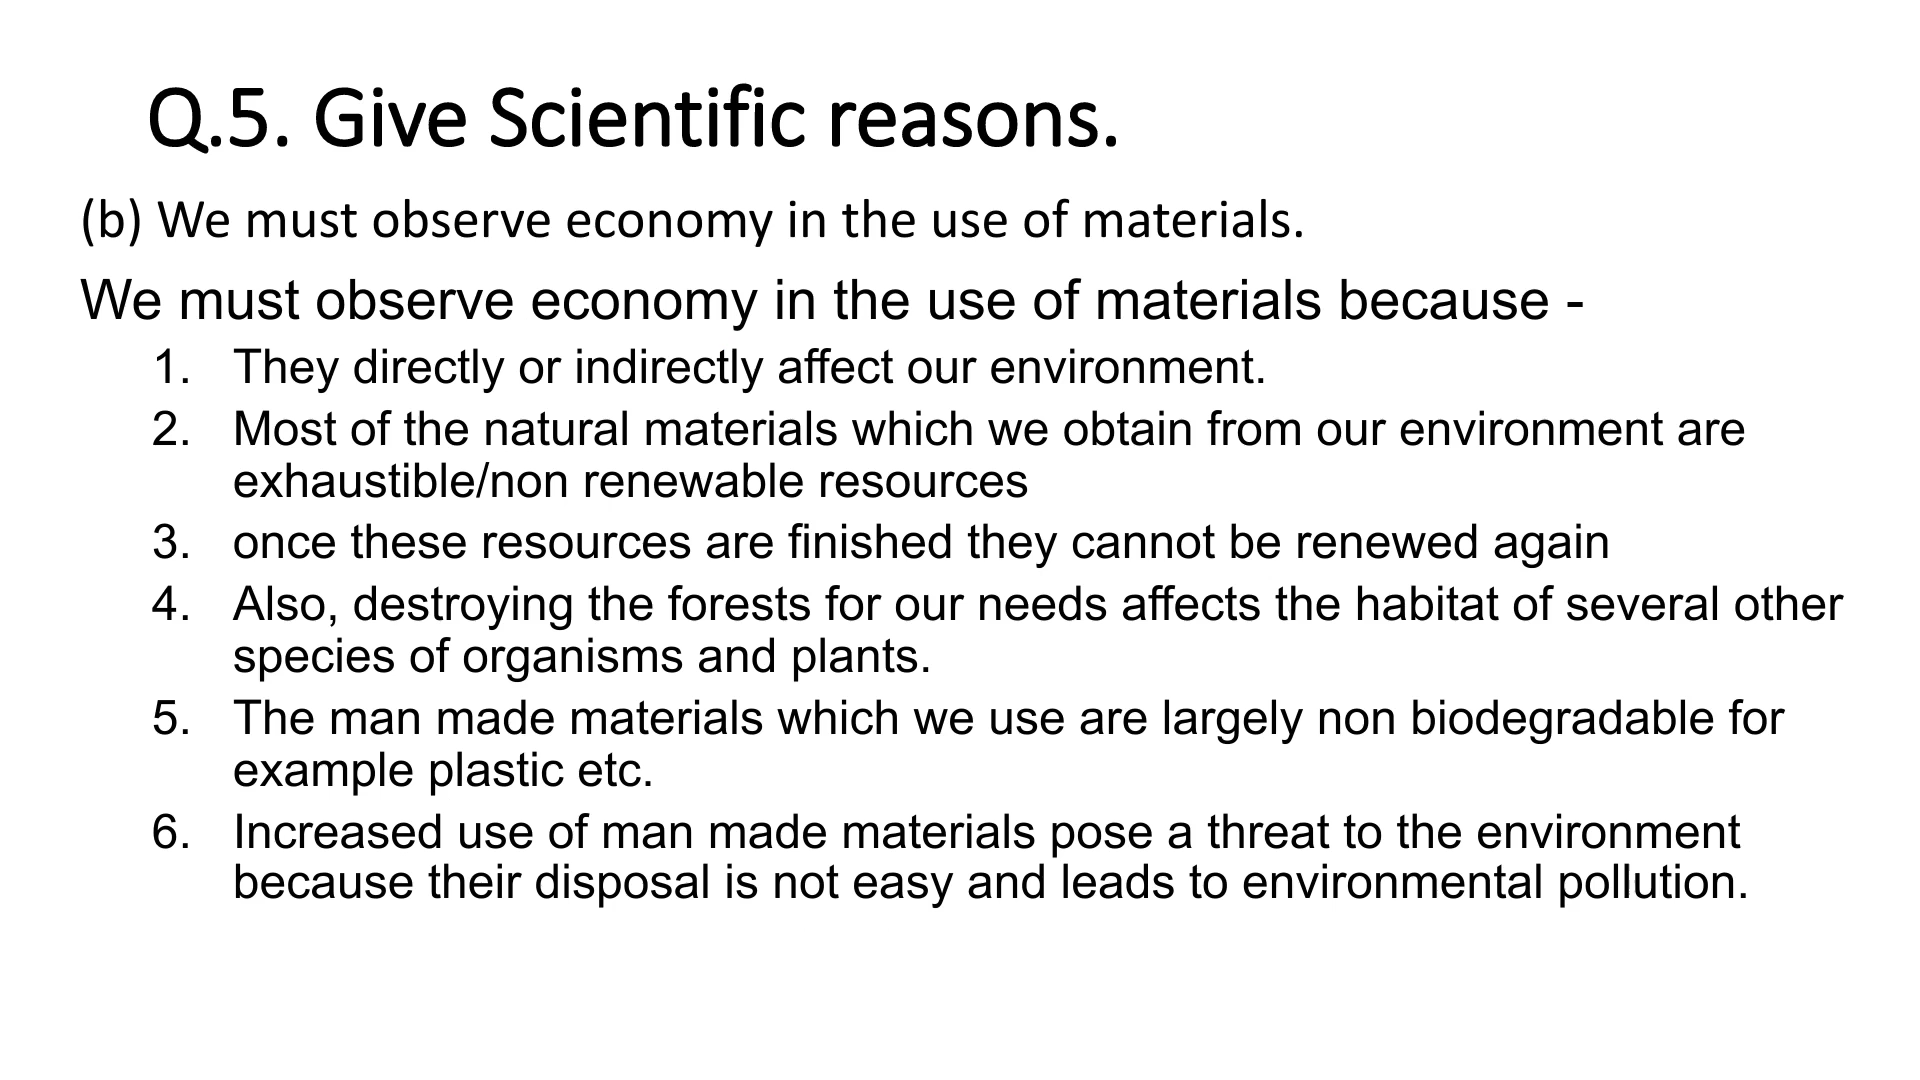 Q.5. Give Scientific reasons.
(b) We must observe economy in the use of materials.
We must observe economy in the use of materials because -
1. They directly or indirectly affect our environment.
2. Most of the natural materials which we obtain from our environment are
exhaustible/non renewable resources
3. once these resources are finished they cannot be renewed again
4. Also, destroying the forests for our needs affects the habitat of several other
species of organisms and plants.
5. The man made materials which we use are largely non biodegradable for
example plastic etc.
6. Increased use of man made materials pose a threat to the environment
because their disposal is not easy and leads to environmental pollution.